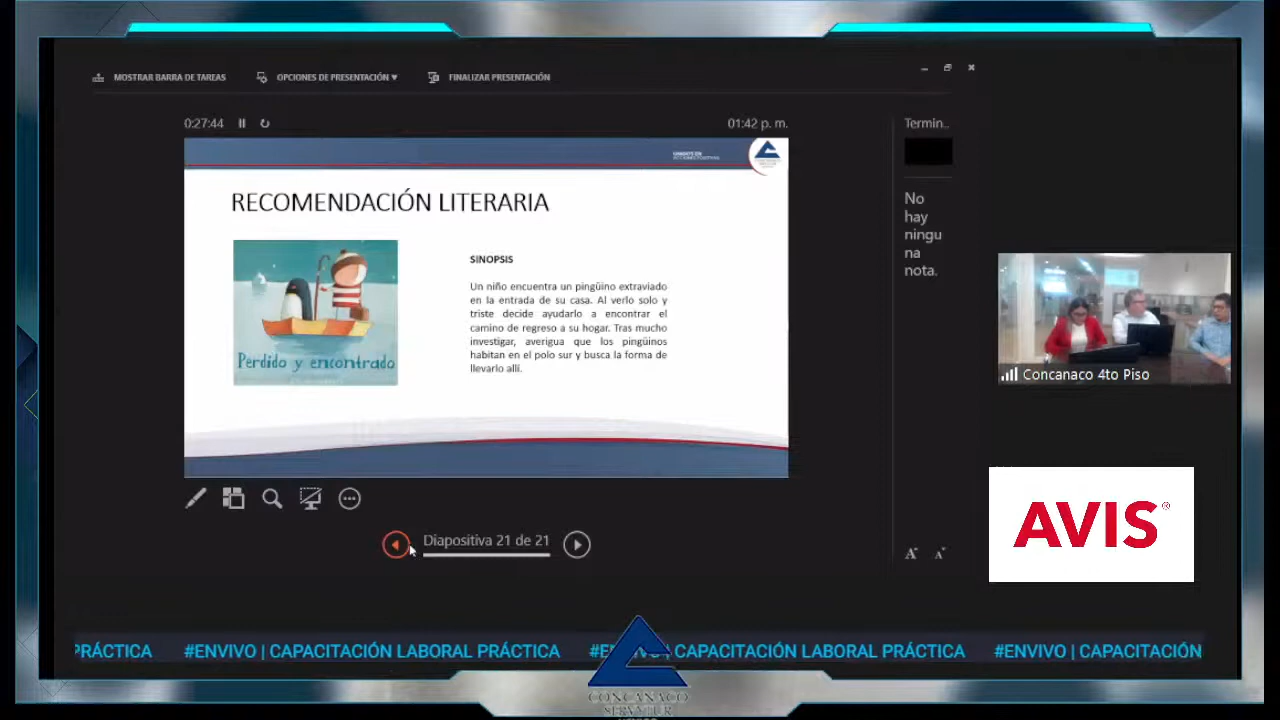 MOSTRAR BARRA DE TAREAS
OPCIONES DE PRESENTACIÓN ▼
FINALIZAR PRESENTACIÓN
0:27:44
01:42 p. m.
Termin..
RECOMENDACIÓN LITERARIA
Perdido y encontrado
SINOPSIS
Un niño encuentra un pingüino extraviado
en la entrada de su casa. Al verlo solo y
triste decide ayudarlo a encontrar el
camino de regreso a su hogar. Tras mucho
investigar, averigua que los pingüinos
habitan en el polo sur y busca la forma de
llevarlo allí.
No
hay
ningu
na
nota.
Concanaco 4to Piso
AVIS®
Diapositiva 21 de 21
A A
PRÁCTICA #ENVIVO | CAPACITACIÓN LABORAL PRÁCTICA CAPACITACIÓN LABORAL PRÁCTICA #ENVIVO | CAPACITACIÓN
CONCANACO
SERVYTUR